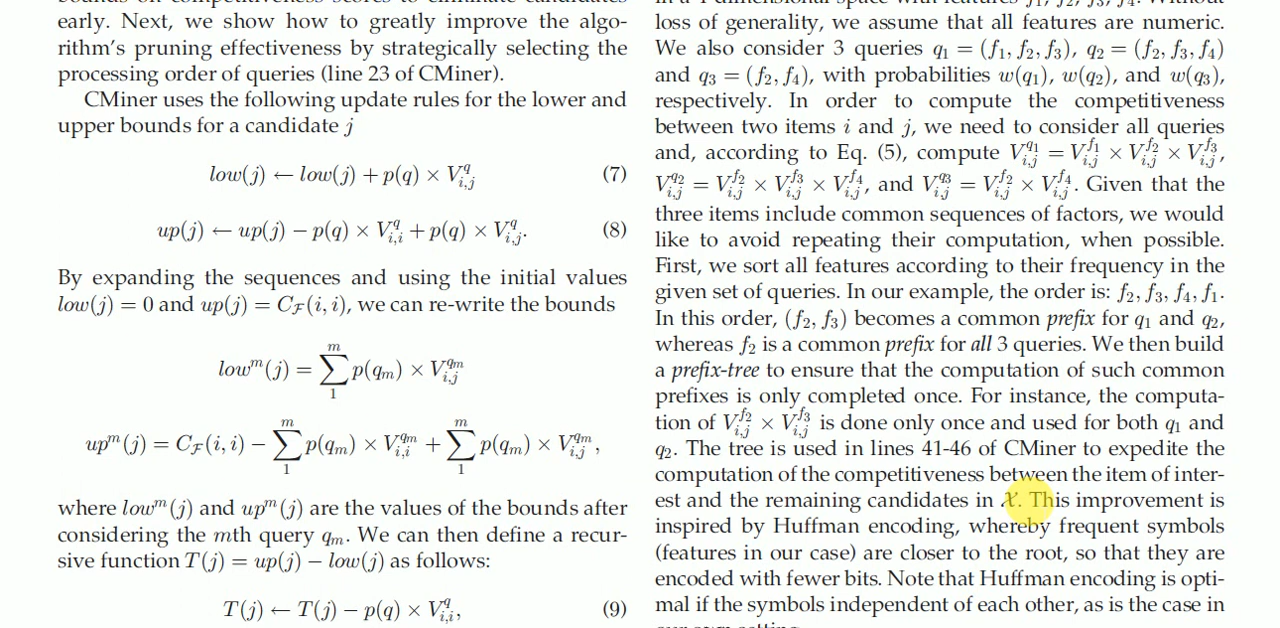 early. Next, we show how to greatly improve the algo-
rithm's pruning effectiveness by strategically selecting the
processing order of queries (line 23 of CMiner).
CMiner uses the following update rules for the lower and
upper bounds for a candidate j
low(j) ← low(j) + p(q) × V^q_{i,j} (7)
up(j) ← up(j) − p(q) × V^q_{i,i} + p(q) × V^q_{i,j}. (8)
By expanding the sequences and using the initial values
low(j) = 0 and up(j) = C_F(i, i), we can re-write the bounds
low^m(j) = ∑_1^m p(q_m) × V^{q_m}_{i,j}
up^m(j) = C_F(i, i) − ∑_1^m p(q_m) × V^{q_m}_{i,i} + ∑_1^m p(q_m) × V^{q_m}_{i,j},
where low^m(j) and up^m(j) are the values of the bounds after
considering the mth query q_m. We can then define a recur-
sive function T(j) = up(j) − low(j) as follows:
T(j) ← T(j) − p(q) × V^q_{i,i}, (9)
loss of generality, we assume that all features are numeric.
We also consider 3 queries q_1 = (f_1, f_2, f_3), q_2 = (f_2, f_3, f_4)
and q_3 = (f_2, f_4), with probabilities w(q_1), w(q_2), and w(q_3),
respectively. In order to compute the competitiveness
between two items i and j, we need to consider all queries
and, according to Eq. (5), compute V^{q_1}_{i,j} = V^{f_1}_{i,j} × V^{f_2}_{i,j} × V^{f_3}_{i,j},
V^{q_2}_{i,j} = V^{f_2}_{i,j} × V^{f_3}_{i,j} × V^{f_4}_{i,j}, and V^{q_3}_{i,j} = V^{f_2}_{i,j} × V^{f_4}_{i,j}. Given that the
three items include common sequences of factors, we would
like to avoid repeating their computation, when possible.
First, we sort all features according to their frequency in the
given set of queries. In our example, the order is: f_2, f_3, f_4, f_1.
In this order, (f_2, f_3) becomes a common prefix for q_1 and q_2,
whereas f_2 is a common prefix for all 3 queries. We then build
a prefix-tree to ensure that the computation of such common
prefixes is only completed once. For instance, the computa-
tion of V^{f_2}_{i,j} × V^{f_3}_{i,j} is done only once and used for both q_1 and
q_2. The tree is used in lines 41-46 of CMiner to expedite the
computation of the competitiveness between the item of inter-
est and the remaining candidates in X. This improvement is
inspired by Huffman encoding, whereby frequent symbols
(features in our case) are closer to the root, so that they are
encoded with fewer bits. Note that Huffman encoding is opti-
mal if the symbols independent of each other, as is the case in